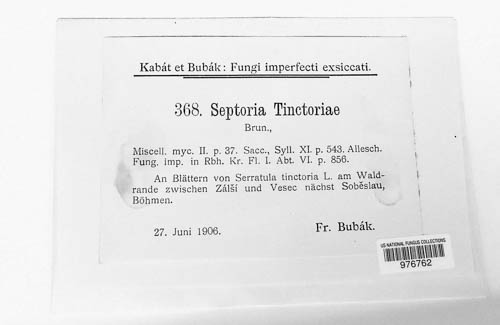 Kabát et Bubák: Fungi imperfecti exsiccati.
368. Septoria Tinctoriae
Brun.,
Miscell. myc. II. p. 37. Sacc., Syll. XI. p. 543. Allesch.
Fung. imp. in Rbh. Kr. Fl. I. Abt. VI. p. 856.
An Blättern von Serratula tinctoria L. am Wald-
rande zwischen Zálší und Vesec nächst Soběslau,
Böhmen.
27. Juni 1906.
Fr. Bubák.
US NATIONAL FUNGUS COLLECTIONS
976762